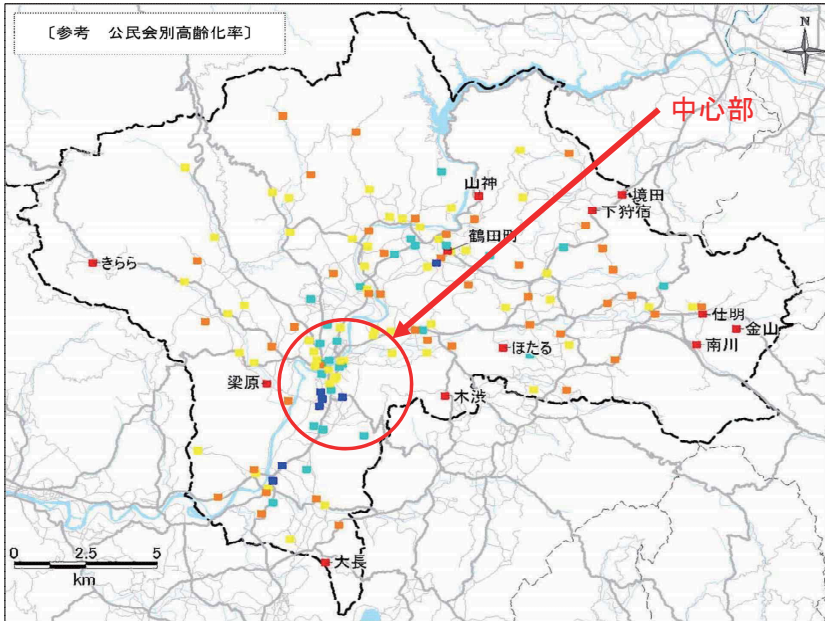 〔参考　公民会別高齢化率〕
N
中心部
山神
境田
下狩宿
鶴田町
きらら
仕明
金山
ほたる
南川
梁原
木渋
0 2.5 5
km
大長